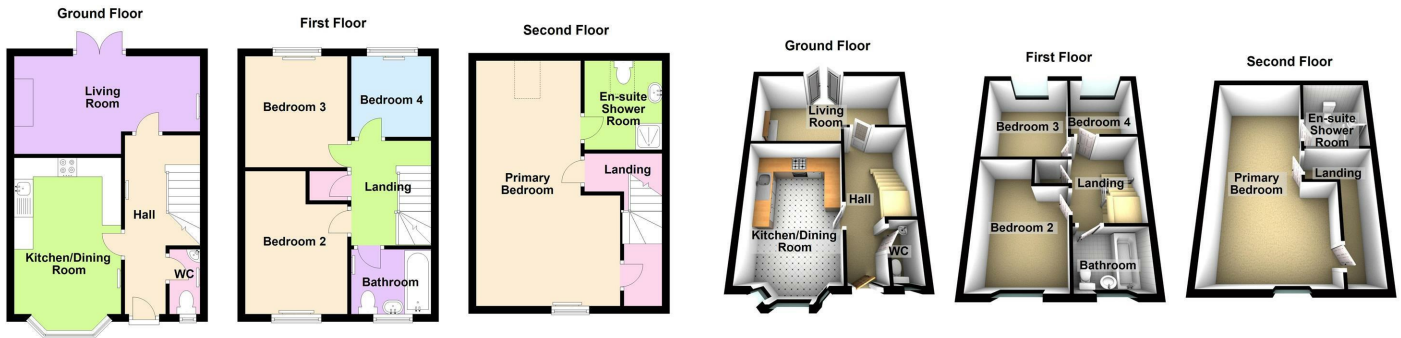 Ground Floor
Living
Room
Hall
Kitchen/Dining
Room
WC
First Floor
Bedroom 3
Bedroom 4
Landing
Bedroom 2
Bathroom
Second Floor
En-suite
Shower
Room
Landing
Primary
Bedroom
Ground Floor
Living
Room
Hall
Kitchen/Dining
Room
WC
First Floor
Bedroom 3
Bedroom 4
Landing
Bedroom 2
Bathroom
Second Floor
En-suite
Shower
Room
Landing
Primary
Bedroom